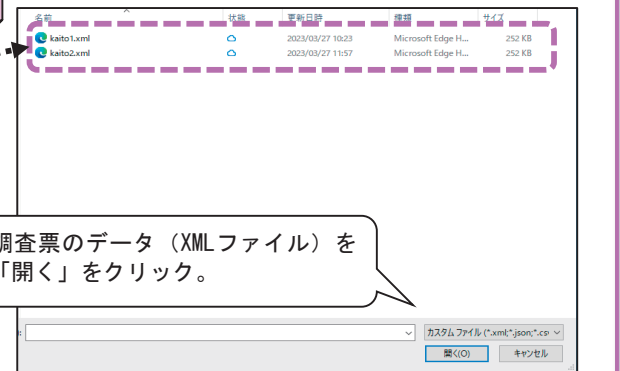 名前 状態 更新日時 種類 サイズ
kaito1.xml 2023/03/27 10:23 Microsoft Edge H... 252 KB
kaito2.xml 2023/03/27 11:57 Microsoft Edge H... 252 KB
調査票のデータ（XMLファイル）を
「開く」をクリック。
カスタム ファイル (*.xml;*.json;*.cs
開く(O) キャンセル